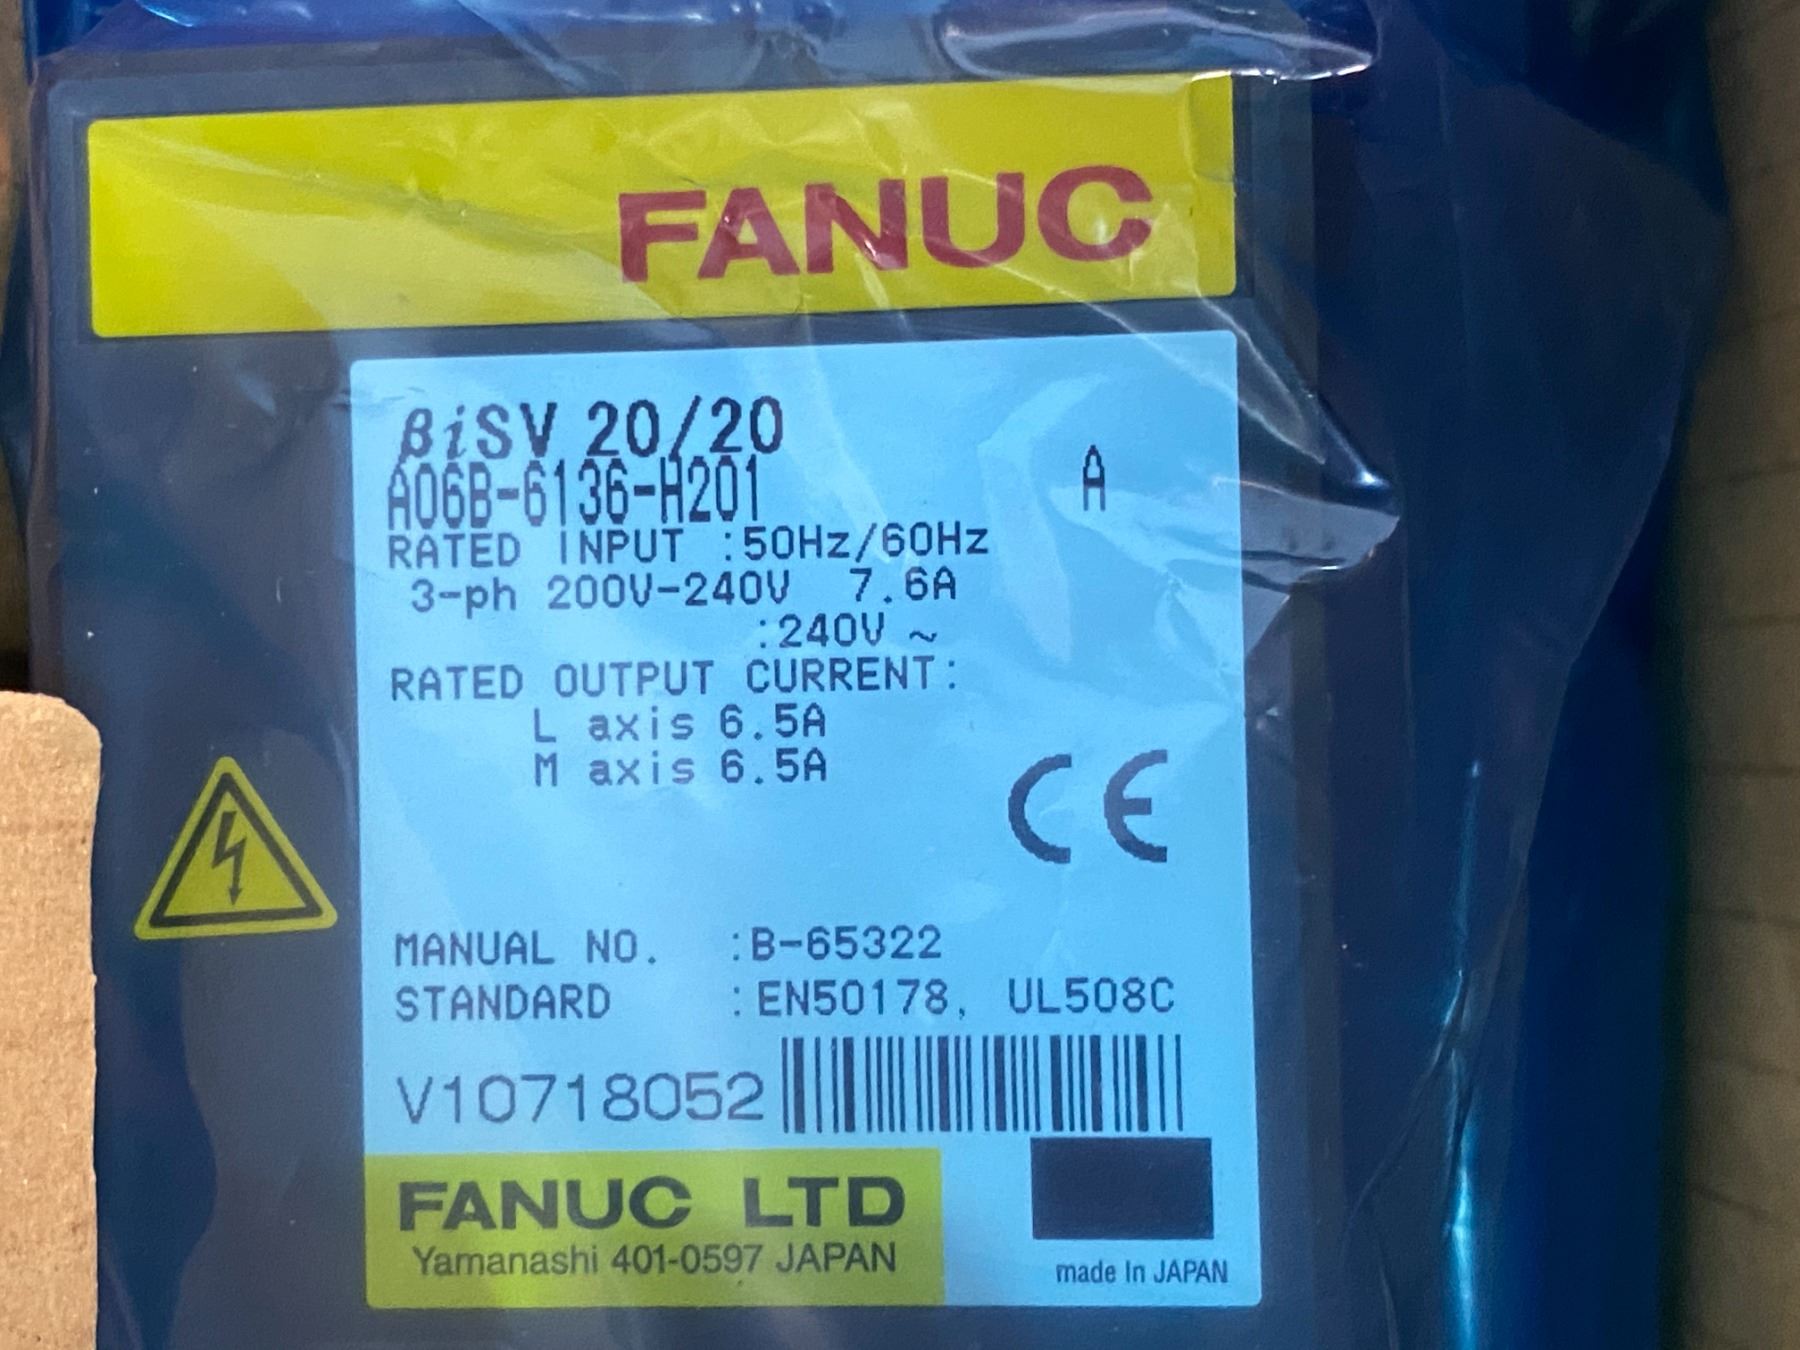 FANUC
βiSV 20/20
A06B-6136-H201 A
RATED INPUT :50Hz/60Hz
3-ph 200V-240V 7.6A
:240V ~
RATED OUTPUT CURRENT:
L axis 6.5A
M axis 6.5A
CE
MANUAL NO. :B-65322
STANDARD :EN50178, UL508C
V10718052
FANUC LTD
Yamanashi 401-0597 JAPAN
made In JAPAN